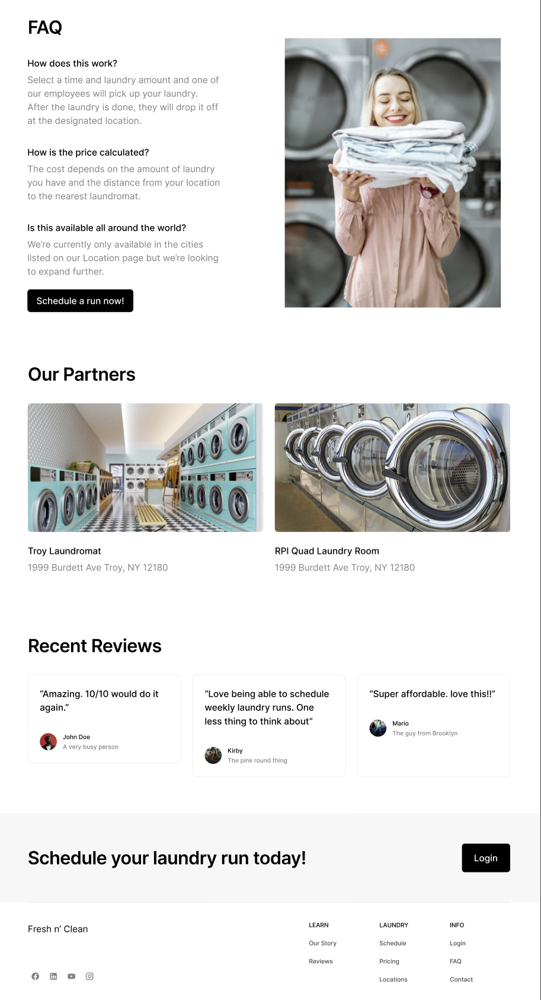 FAQ
How does this work?
Select a time and laundry amount and one of
our employees will pick up your laundry.
After the laundry is done, they will drop it off
at the designated location.
How is the price calculated?
The cost depends on the amount of laundry
you have and the distance from your location
to the nearest laundromat.
Is this available all around the world?
We’re currently only available in the cities
listed on our Location page but we’re looking
to expand further.
Schedule a run now!
Our Partners
Troy Laundromat
1999 Burdett Ave Troy, NY 12180
RPI Quad Laundry Room
1999 Burdett Ave Troy, NY 12180
Recent Reviews
“Amazing. 10/10 would do it
again.”
John Doe
A very busy person
“Love being able to schedule
weekly laundry runs. One
less thing to think about”
Kirby
The pink round thing
“Super affordable. love this!!”
Mario
The guy from Brooklyn
Schedule your laundry run today!
Login
Fresh n’ Clean
LEARN
Our Story
Reviews
LAUNDRY
Schedule
Pricing
Locations
INFO
Login
FAQ
Contact